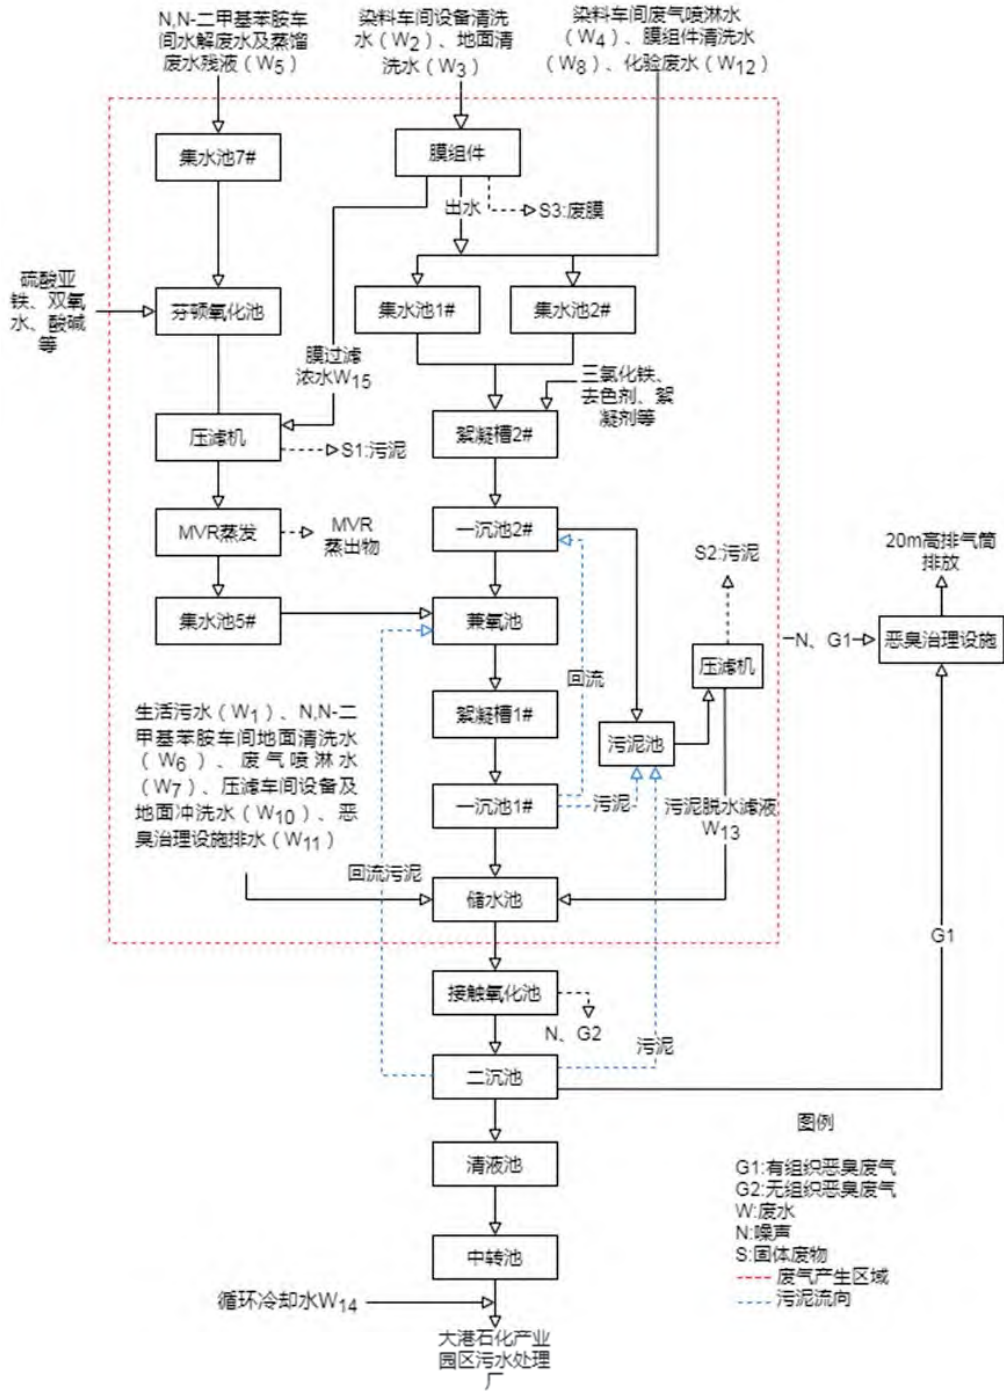 N,N-二甲基苯胺车
间水解废水及蒸馏
废水残液（W5）
染料车间设备清洗
水（W2）、地面清
洗水（W3）
染料车间废气喷淋水
（W4）、膜组件清洗水
（W8）、化验废水（W12）
集水池7#
膜组件
出水
S3:废膜
硫酸亚
铁、双氧
水、酸碱
等
芬顿氧化池
集水池1#
集水池2#
膜过滤
浓水W15
三氯化铁、
去色剂、絮
凝剂等
压滤机
S1:污泥
絮凝槽2#
MVR蒸发
MVR
蒸出物
一沉池2#
S2:污泥
20m高排气筒
排放
集水池5#
兼氧池
N、G1
恶臭治理设施
压滤机
回流
生活污水（W1）、N,N-二
甲基苯胺车间地面清洗水
（W6）、废气喷淋水
（W7）、压滤车间设备及
地面冲洗水（W10）、恶
臭治理设施排水（W11）
絮凝槽1#
污泥池
一沉池1#
污泥
污泥脱水滤液
W13
回流污泥
储水池
G1
接触氧化池
N、G2
污泥
二沉池
清液池
中转池
循环冷却水W14
大港石化产业
园区污水处理
厂
图例
G1:有组织恶臭废气
G2:无组织恶臭废气
W:废水
N:噪声
S:固体废物
废气产生区域
污泥流向